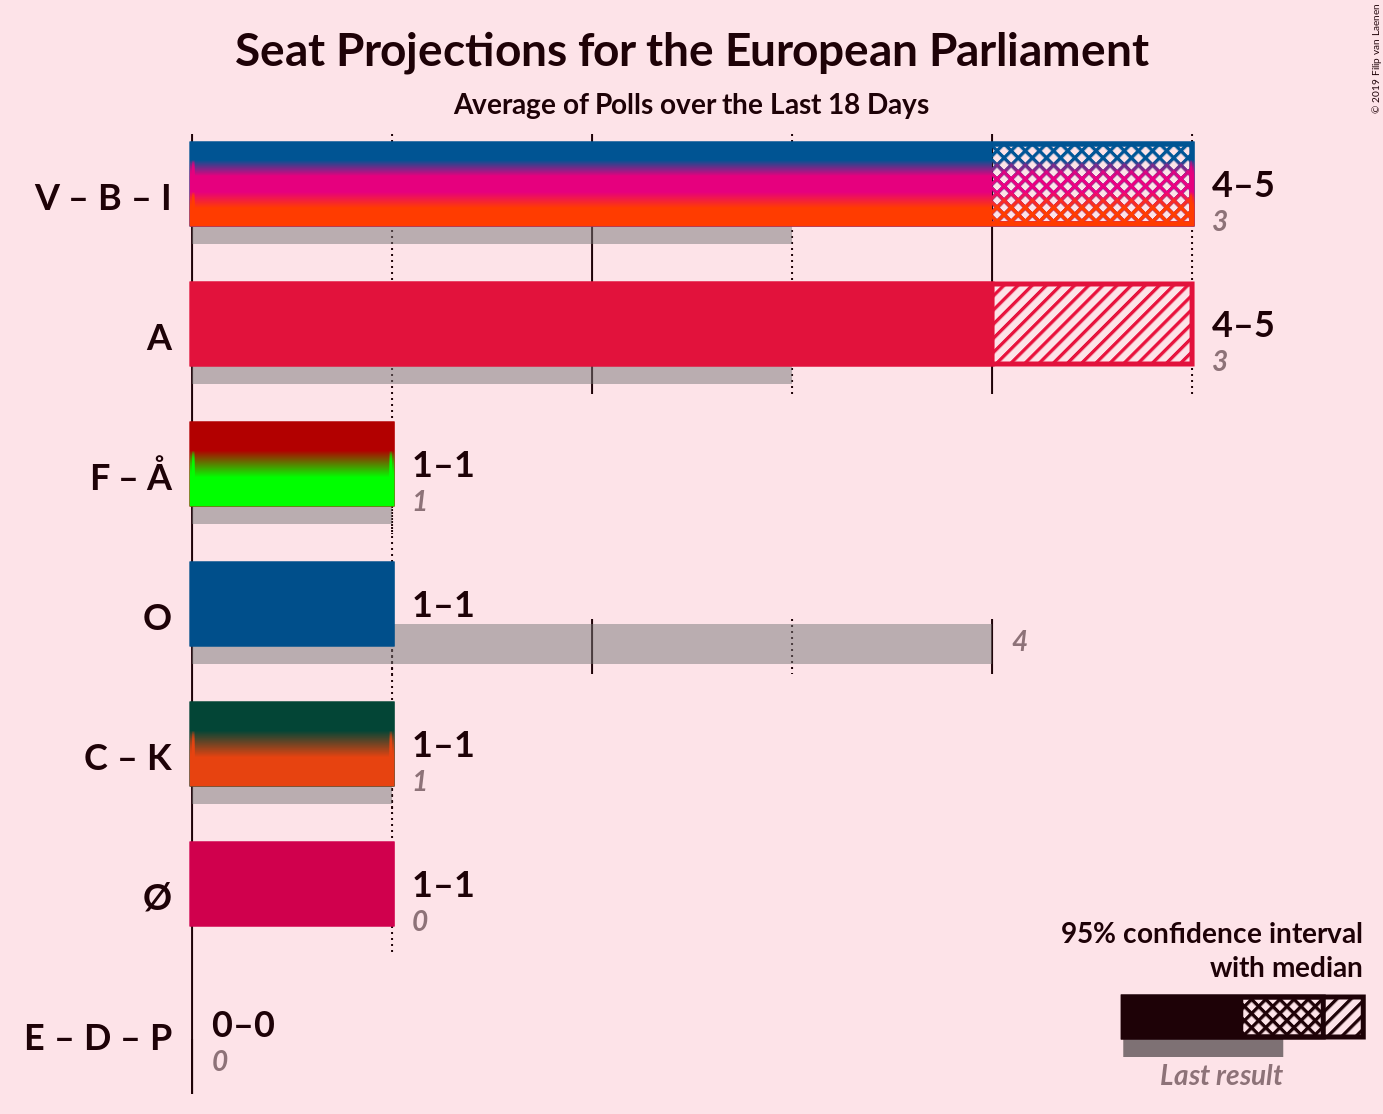 Seat Projections for the European Parliament
Average of Polls over the Last 18 Days
© 2019 Filip van Laenen
V – B – I
4–5
3
A
4–5
3
F – Å
1–1
1
O
1–1
4
C – K
1–1
1
Ø
1–1
0
E – D – P
0–0
0
95% confidence interval
with median
Last result